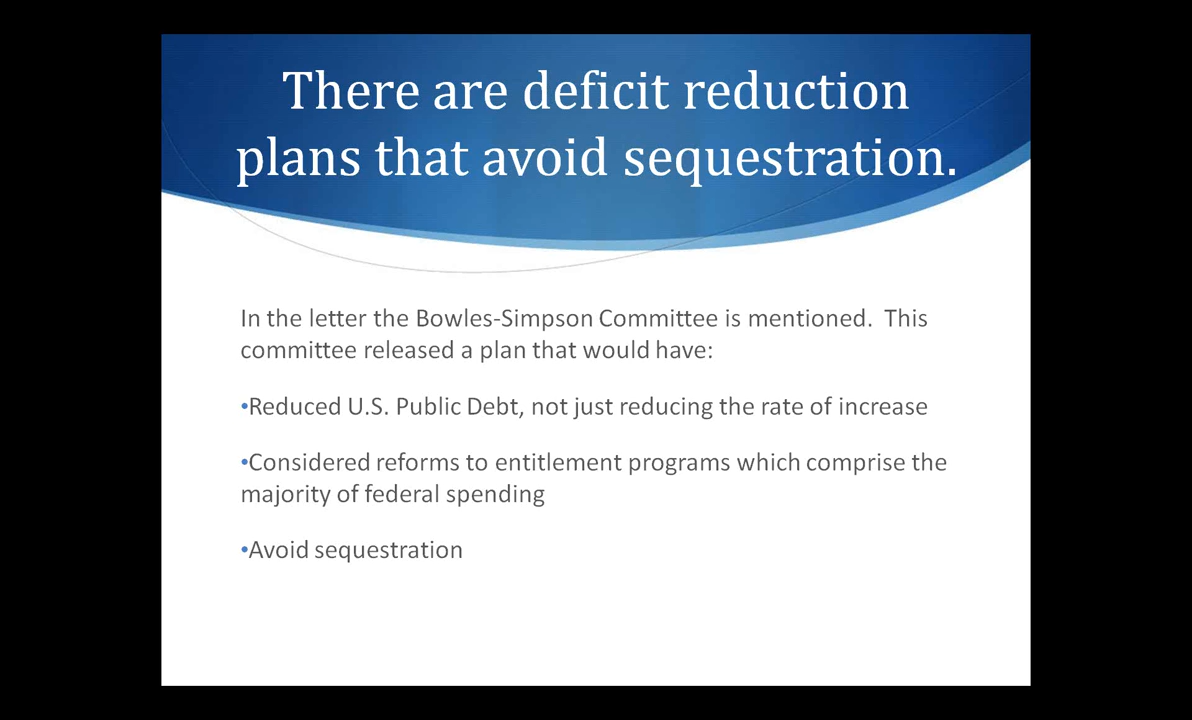 There are deficit reduction
plans that avoid sequestration.
In the letter the Bowles-Simpson Committee is mentioned.  This
committee released a plan that would have:
•Reduced U.S. Public Debt, not just reducing the rate of increase
•Considered reforms to entitlement programs which comprise the
majority of federal spending
•Avoid sequestration